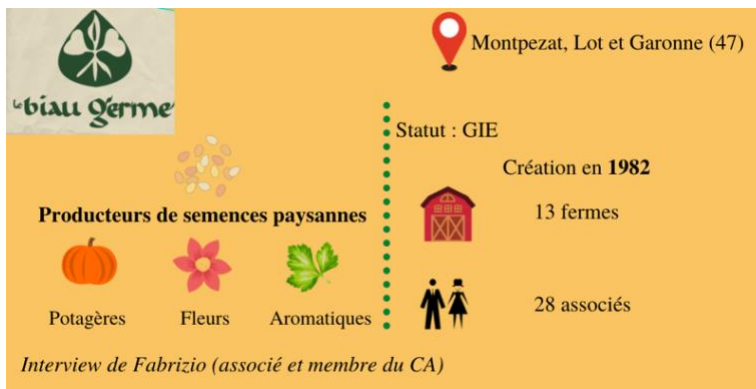 le biau germe
Montpezat, Lot et Garonne (47)
Statut : GIE
Création en 1982
Producteurs de semences paysannes
13 fermes
Potagères Fleurs Aromatiques
28 associés
Interview de Fabrizio (associé et membre du CA)